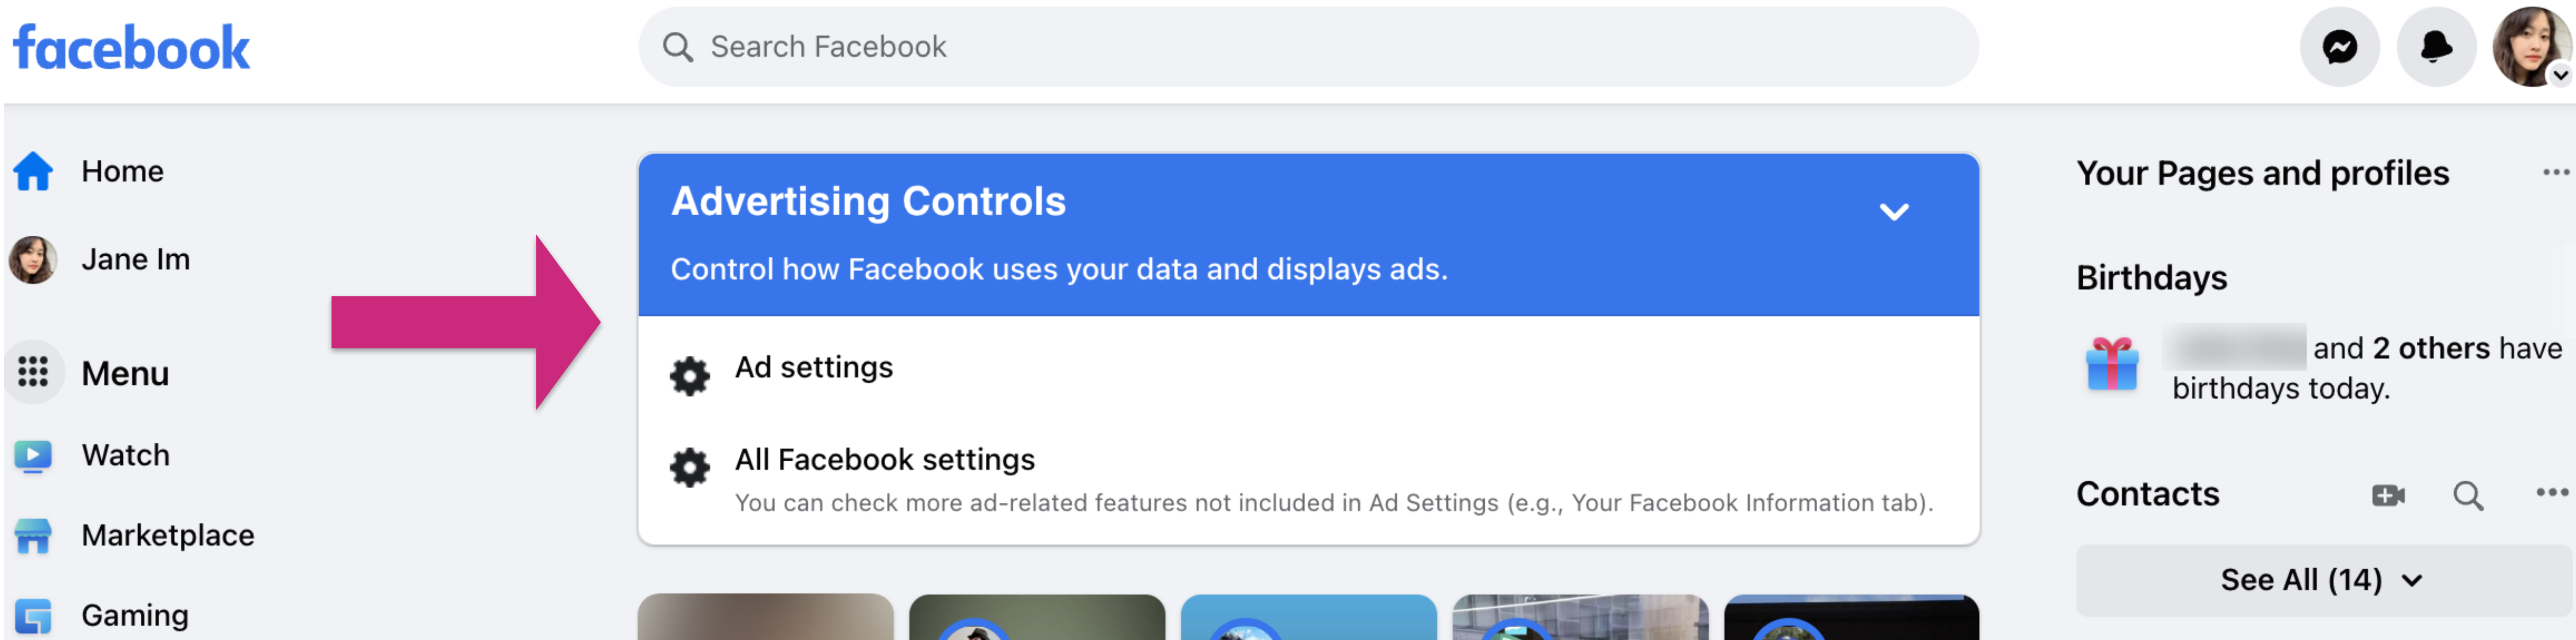 facebook
Search Facebook
Home
Jane Im
Menu
Watch
Marketplace
Gaming
Advertising Controls
Control how Facebook uses your data and displays ads.
Ad settings
All Facebook settings
You can check more ad-related features not included in Ad Settings (e.g., Your Facebook Information tab).
Your Pages and profiles
Birthdays
and 2 others have
birthdays today.
Contacts
See All (14)